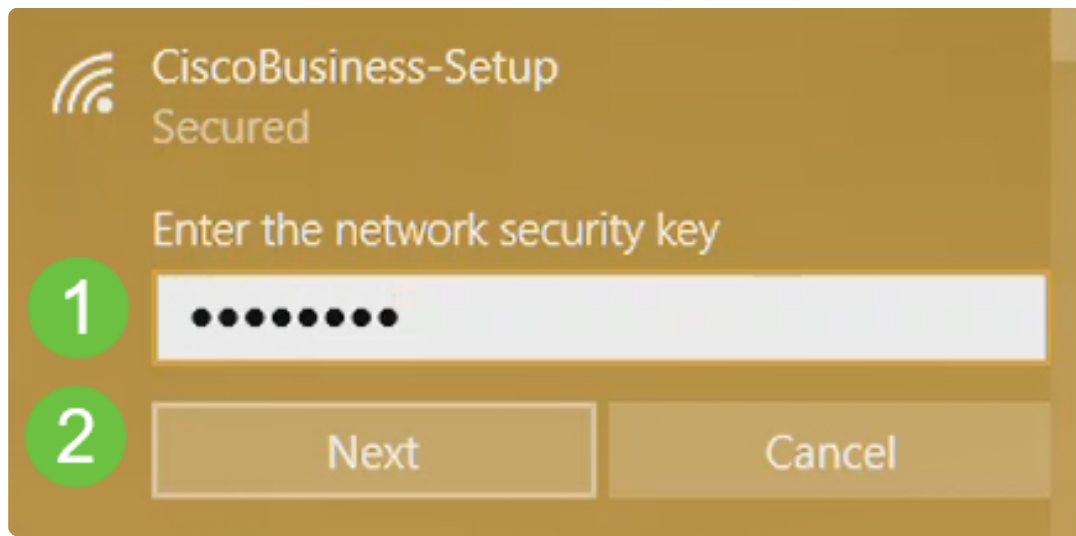 CiscoBusiness-Setup
Secured
Enter the network security key
1
••••••••
2
Next
Cancel